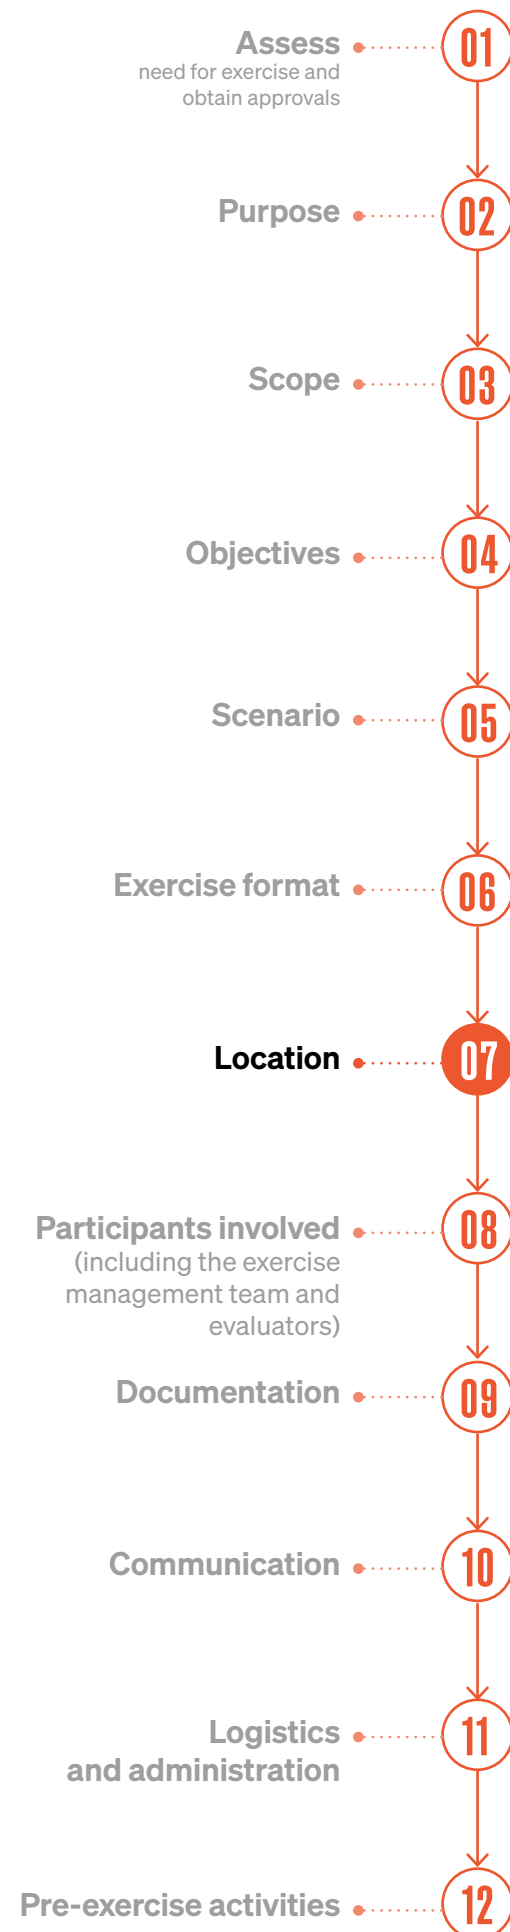 Assess
01
need for exercise and
obtain approvals
Purpose
02
Scope
03
Objectives
04
Scenario
05
Exercise format
06
Location
07
Participants involved
08
(including the exercise
management team and
evaluators)
Documentation
09
Communication
10
Logistics
11
and administration
Pre-exercise activities
12